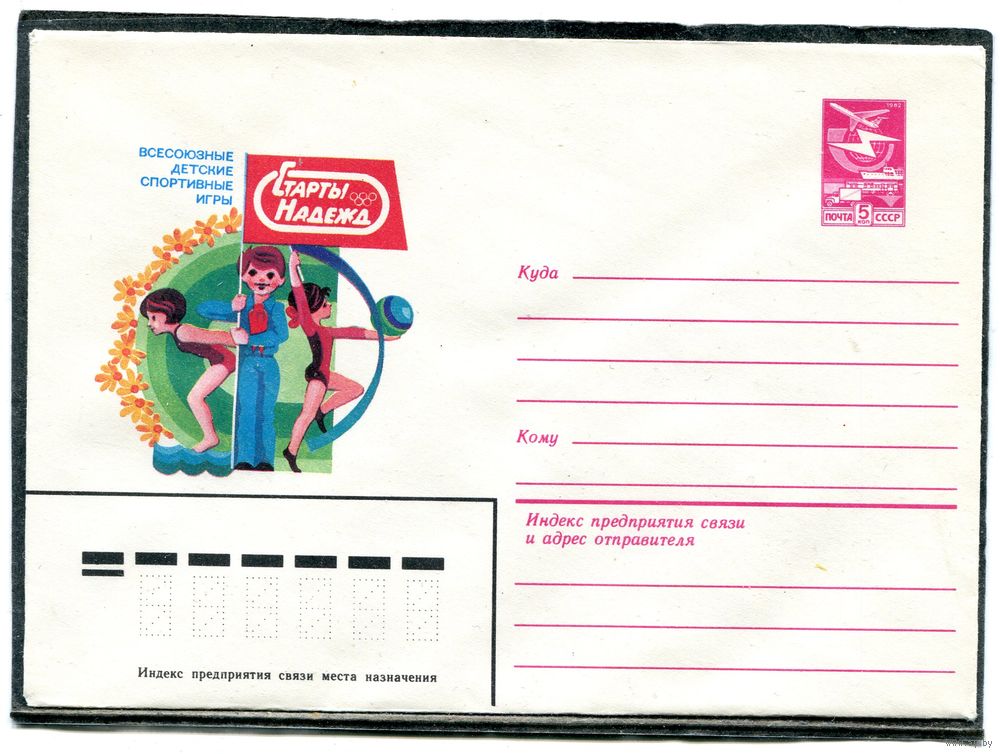 ВСЕСОЮЗНЫЕ
ДЕТСКИЕ
СПОРТИВНЫЕ
ИГРЫ
СТАРТЫ
НАДЕЖД
1982
ПОЧТА 5 КОП СССР
Куда
Кому
Индекс предприятия связи
и адрес отправителя
Индекс предприятия связи места назначения